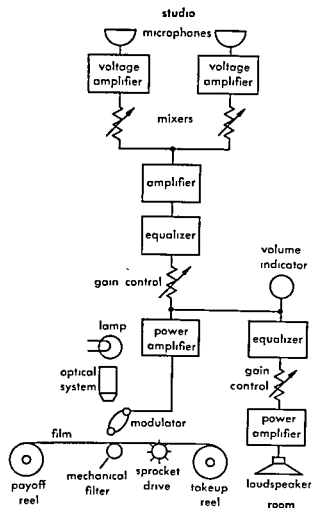 studio
microphones
voltage
amplifier
voltage
amplifier
mixers
amplifier
equalizer
volume
indicator
gain control
lamp
power
amplifier
equalizer
optical
system
gain
control
modulator
power
amplifier
film
payoff
reel
mechanical
filter
sprocket
drive
takeup
reel
loudspeaker
room